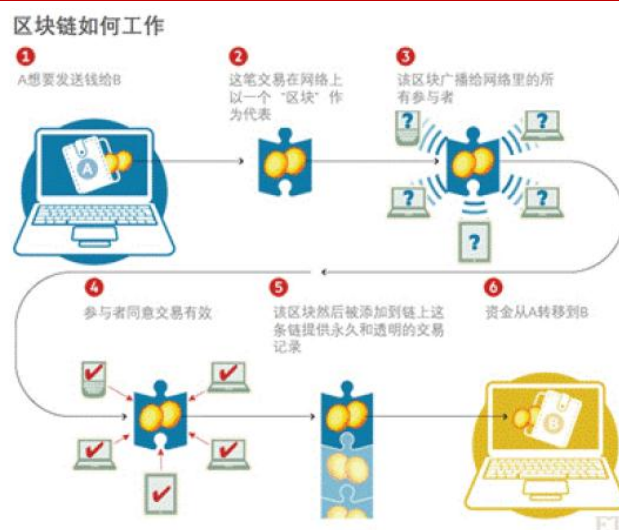 区块链如何工作
1
A想要发送钱给B
2
这笔交易在网络上
以一个“区块”作
为代表
3
该区块广播给网络里的所
有参与者
A
?
?
?
?
?
4
参与者同意交易有效
5
该区块然后被添加到链上这
条链提供永久和透明的交易
记录
6
资金从A转移到B
B
FT